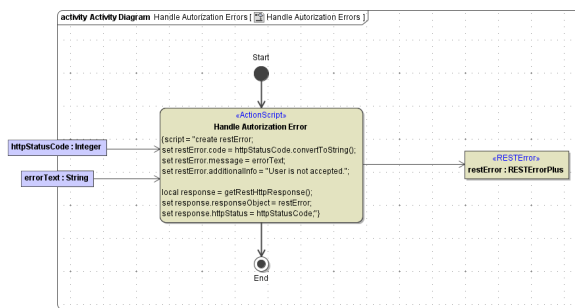 activity Activity Diagram Handle Autorization Errors [ Handle Autorization Errors ]
Start
«ActionScript»
Handle Autorization Error
{script = "create restError;
set restError.code = httpStatusCode.convertToString();
set restError.message = errorText;
set restError.additionalInfo = "User is not accepted.";
local response = getRestHttpResponse();
set response.responseObject = restError;
set response.httpStatus = httpStatusCode;"}
httpStatusCode : Integer
errorText : String
«RESTError»
restError : RESTErrorPlus
End